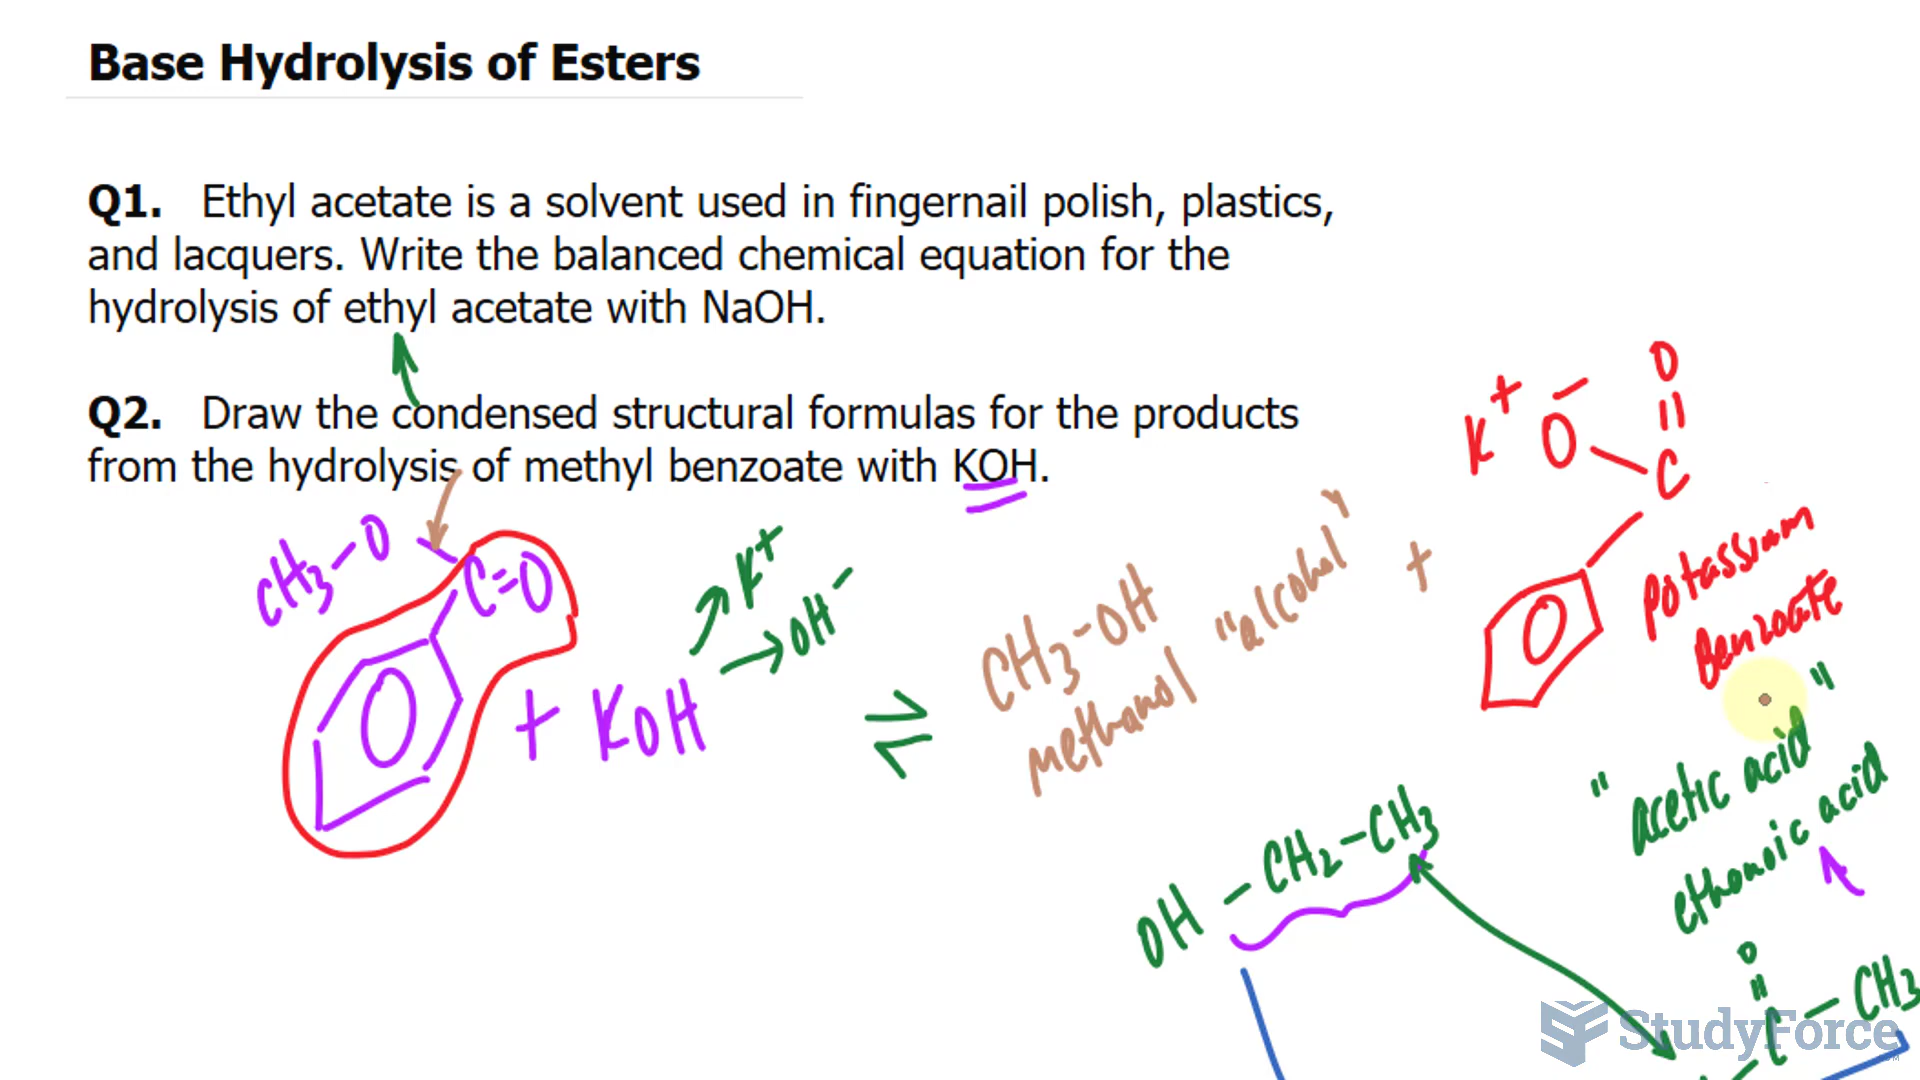 Base Hydrolysis of Esters
Q1. Ethyl acetate is a solvent used in fingernail polish, plastics,
and lacquers. Write the balanced chemical equation for the
hydrolysis of ethyl acetate with NaOH.
Q2. Draw the condensed structural formulas for the products
from the hydrolysis of methyl benzoate with KOH.
CH3-O
C=O
+ KOH
K+
OH-
⇌
CH3-OH
methanol
"alcohol"
+
K+ O-
O
=
C
Potassium
Benzoate
"acetic acid"
ethanoic acid
OH-CH2-CH3
O
=
C-CH3
StudyForce